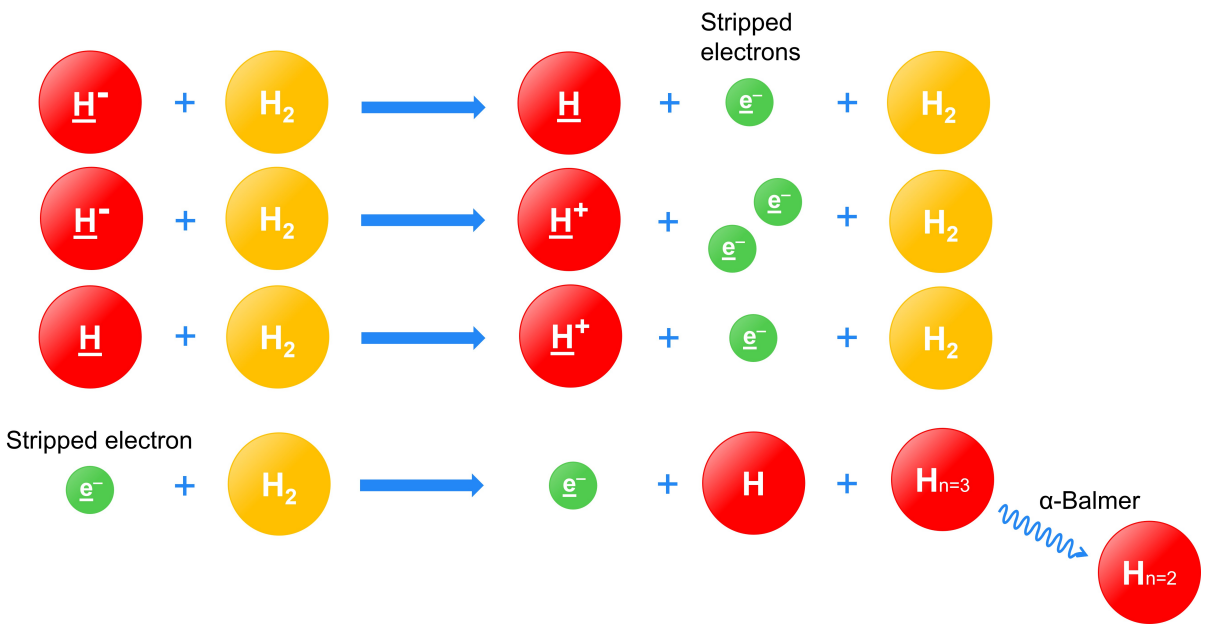 Stripped
electrons
H⁻ + H₂ → H + e⁻ + H₂
H⁻ + H₂ → H⁺ + e⁻ e⁻ + H₂
H + H₂ → H⁺ + e⁻ + H₂
Stripped electron
e⁻ + H₂ → e⁻ + H + Hn=3
α-Balmer
Hn=2